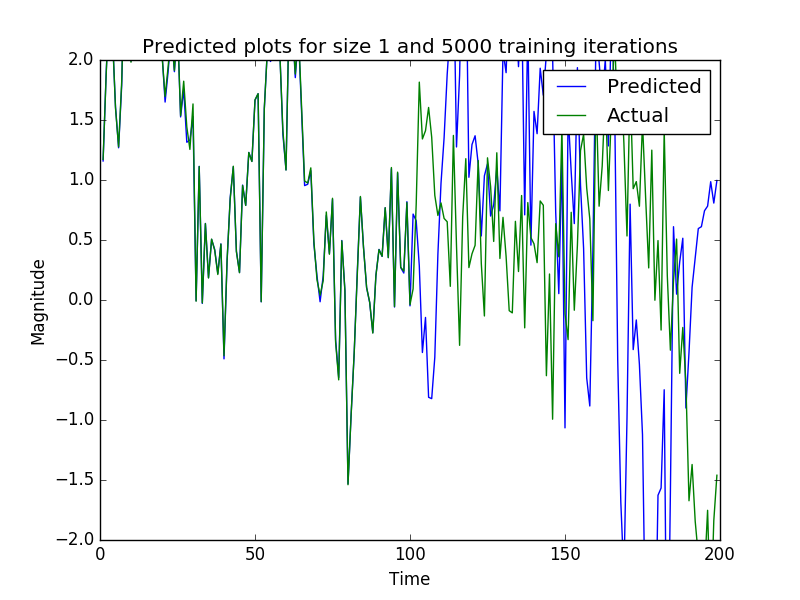 Predicted plots for size 1 and 5000 training iterations
Predicted
Actual
2.0
1.5
1.0
0.5
0.0
−0.5
−1.0
−1.5
−2.0
Magnitude
0 50 100 150 200
Time